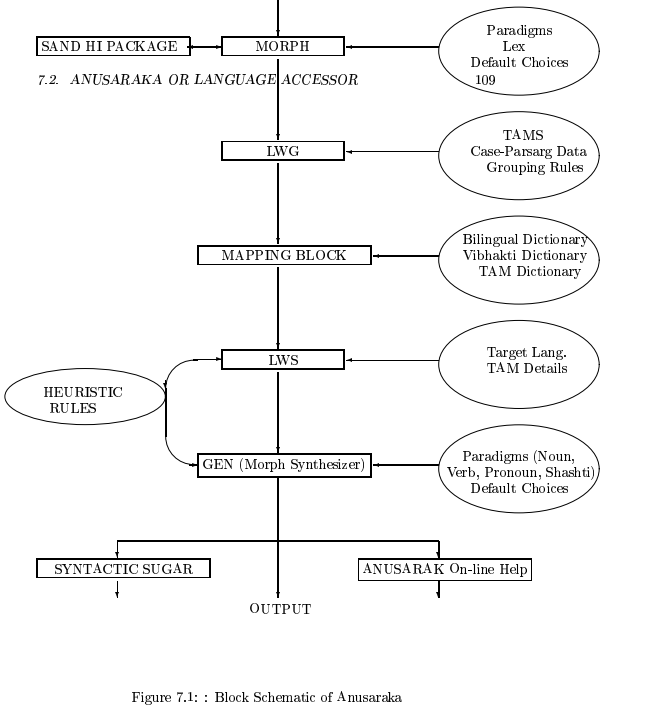 Paradigms
Lex
Default Choices
SAND HI PACKAGE
MORPH
7.2. ANUSARAKA OR LANGUAGE ACCESSOR
109
TAMS
Case-Parsarg Data
Grouping Rules
LWG
Bilingual Dictionary
Vibhakti Dictionary
TAM Dictionary
MAPPING BLOCK
Target Lang.
TAM Details
LWS
HEURISTIC
RULES
Paradigms (Noun,
Verb, Pronoun, Shashti)
Default Choices
GEN (Morph Synthesizer)
SYNTACTIC SUGAR
ANUSARAK On-line Help
OUTPUT
Figure 7.1: : Block Schematic of Anusaraka